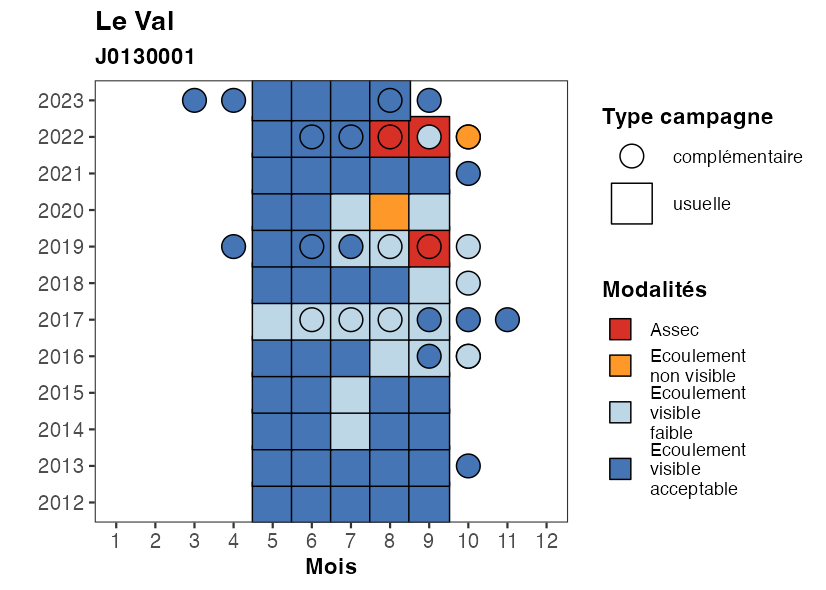 Le Val
J0130001
2023
2022
2021
2020
2019
2018
2017
2016
2015
2014
2013
2012
1 2 3 4 5 6 7 8 9 10 11 12
Mois
Type campagne
complémentaire
usuelle
Modalités
Assec
Ecoulement
non visible
Ecoulement
visible
faible
Ecoulement
visible
acceptable